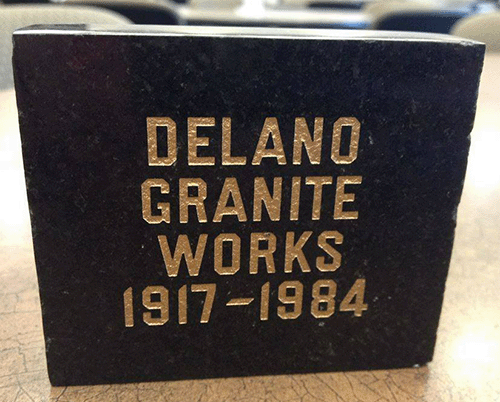 DELANO
GRANITE
WORKS
1917-1984